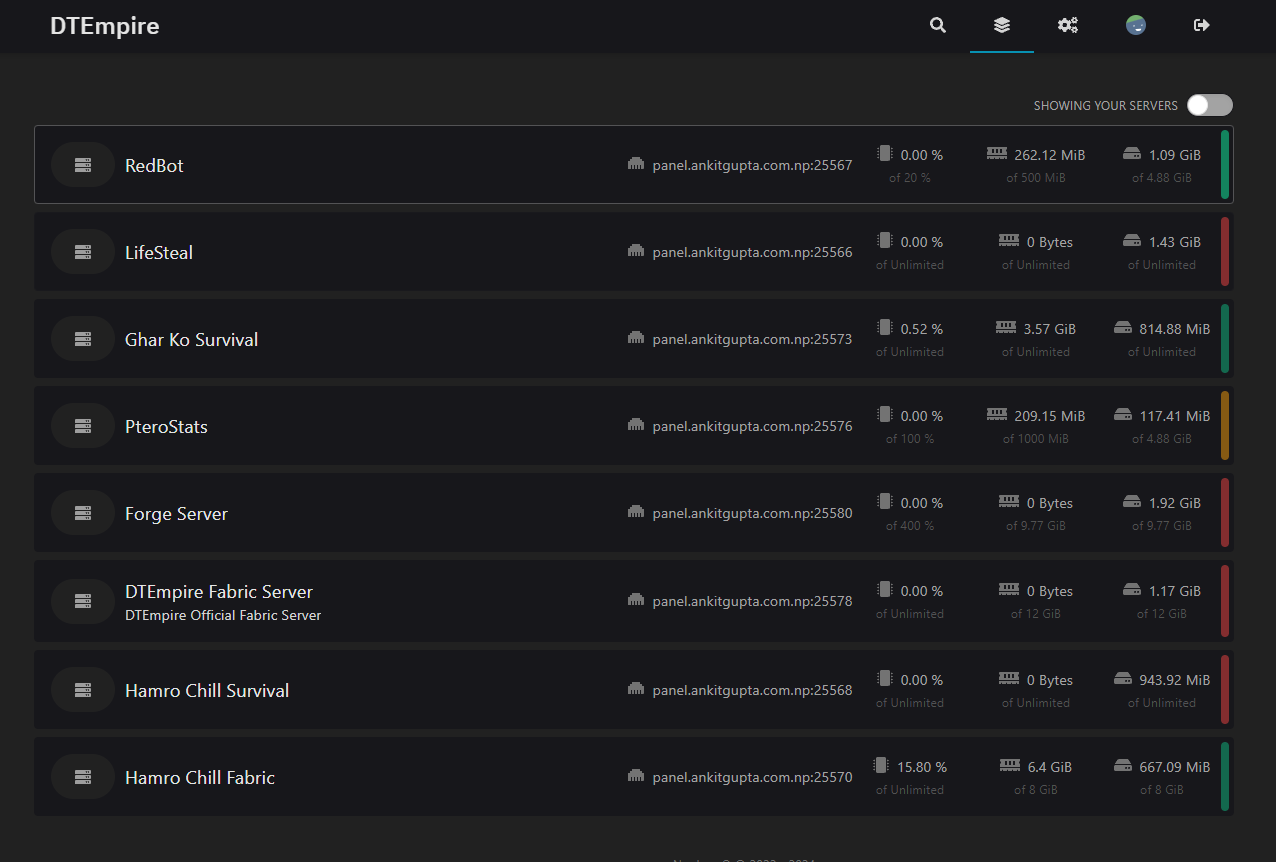 DTEmpire
SHOWING YOUR SERVERS
RedBot
panel.ankitgupta.com.np:25567
0.00 %
of 20 %
262.12 MiB
of 500 MiB
1.09 GiB
of 4.88 GiB
LifeSteal
panel.ankitgupta.com.np:25566
0.00 %
of Unlimited
0 Bytes
of Unlimited
1.43 GiB
of Unlimited
Ghar Ko Survival
panel.ankitgupta.com.np:25573
0.52 %
of Unlimited
3.57 GiB
of Unlimited
814.88 MiB
of Unlimited
PteroStats
panel.ankitgupta.com.np:25576
0.00 %
of 100 %
209.15 MiB
of 1000 MiB
117.41 MiB
of 4.88 GiB
Forge Server
panel.ankitgupta.com.np:25580
0.00 %
of 400 %
0 Bytes
of 9.77 GiB
1.92 GiB
of 9.77 GiB
DTEmpire Fabric Server
DTEmpire Official Fabric Server
panel.ankitgupta.com.np:25578
0.00 %
of Unlimited
0 Bytes
of 12 GiB
1.17 GiB
of 12 GiB
Hamro Chill Survival
panel.ankitgupta.com.np:25568
0.00 %
of Unlimited
0 Bytes
of Unlimited
943.92 MiB
of Unlimited
Hamro Chill Fabric
panel.ankitgupta.com.np:25570
15.80 %
of Unlimited
6.4 GiB
of 8 GiB
667.09 MiB
of 8 GiB